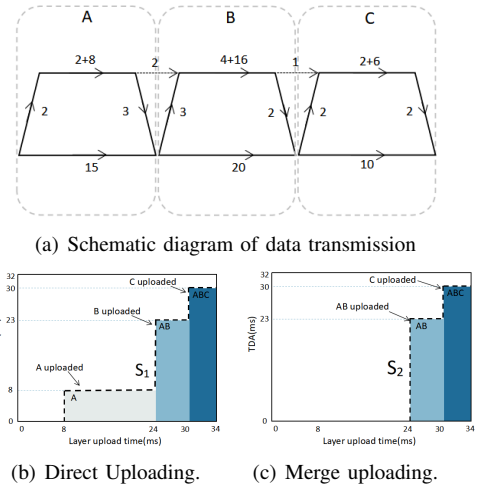 A B C
2+8 2 4+16 1 2+6
2 3 3 2 2 2
15 20 10
(a) Schematic diagram of data transmission
32
30
23
8
0
C uploaded
ABC
B uploaded
AB
A uploaded
S1
A
0 8 24 30 34
Layer upload time(ms)
(b) Direct Uploading.
32
30
23
0
TDA(ms)
C uploaded
ABC
AB uploaded
AB
S2
0 8 24 30 34
Layer upload time(ms)
(c) Merge uploading.